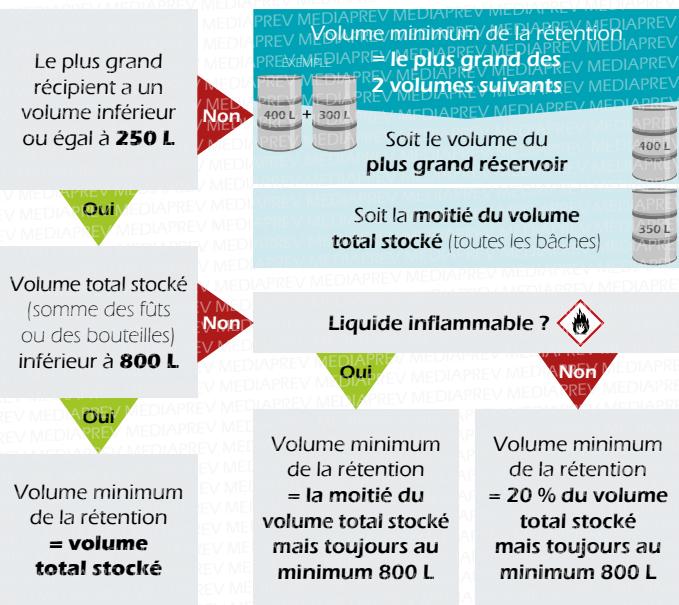 Le plus grand
récipient a un
volume inférieur
ou égal à 250 L
Non
Volume minimum de la rétention
= le plus grand des
2 volumes suivants
EXEMPLE
400 L + 300 L
Soit le volume du
plus grand réservoir
400 L
Soit la moitié du volume
total stocké (toutes les bâches)
350 L
Oui
Volume total stocké
(somme des fûts
ou des bouteilles)
inférieur à 800 L
Non
Liquide inflammable ?
Oui
Non
Oui
Volume minimum
de la rétention
= volume
total stocké
Volume minimum
de la rétention
= la moitié du
volume total stocké
mais toujours au
minimum 800 L
Volume minimum
de la rétention
= 20 % du volume
total stocké
mais toujours au
minimum 800 L
MEDIAPREV MEDIAPREV MEDIAPREV